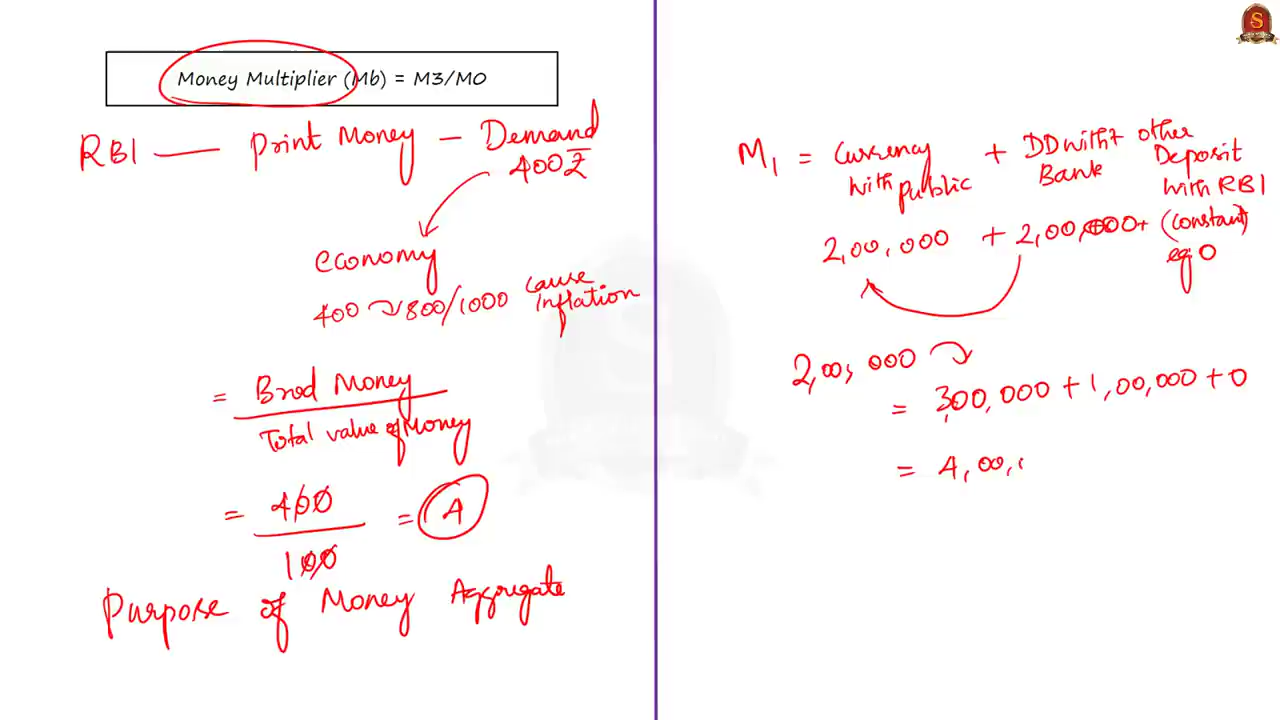 Money Multiplier (Mb) = M3/M0
RBI — Print Money — Demand
400Z
economy
400 → 800/1000 cause
inflation
= Brod Money
Total value of Money
= 400
100
= 4
Purpose of Money Aggregate
M1 = Currency with public + DD with Bank + other Deposit with RBI
2,00,000 + 2,00,000 + (constant)
eg 0
2,00,000
= 300,000 + 1,00,000 + 0
= 4,00,
S